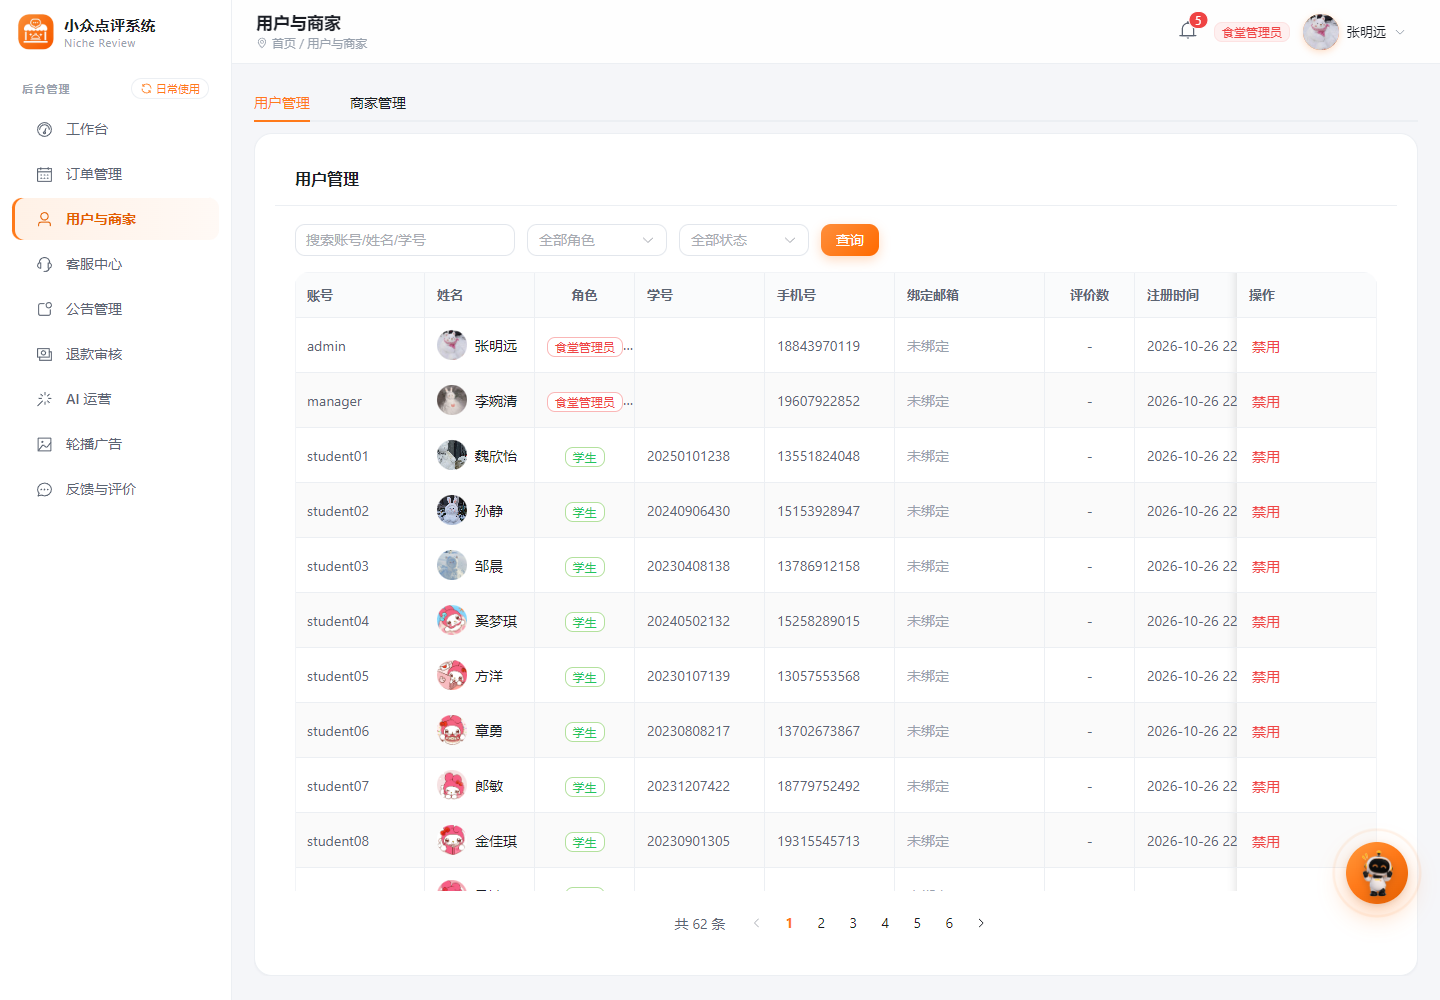 小众点评系统
Niche Review
后台管理
日常使用
工作台
订单管理
用户与商家
客服中心
公告管理
退款审核
AI 运营
轮播广告
反馈与评价
用户与商家
首页 / 用户与商家
5
食堂管理员
张明远
用户管理
商家管理
用户管理
搜索账号/姓名/学号
全部角色
全部状态
查询
账号 姓名 角色 学号 手机号 绑定邮箱 评价数 注册时间 操作
admin 张明远 食堂管理员... 18843970119 未绑定 - 2026-10-26 22 禁用
manager 李婉清 食堂管理员... 19607922852 未绑定 - 2026-10-26 22 禁用
student01 魏欣怡 学生 20250101238 13551824048 未绑定 - 2026-10-26 22 禁用
student02 孙静 学生 20240906430 15153928947 未绑定 - 2026-10-26 22 禁用
student03 邹晨 学生 20230408138 13786912158 未绑定 - 2026-10-26 22 禁用
student04 奚梦琪 学生 20240502132 15258289015 未绑定 - 2026-10-26 22 禁用
student05 方洋 学生 20230107139 13057553568 未绑定 - 2026-10-26 22 禁用
student06 章勇 学生 20230808217 13702673867 未绑定 - 2026-10-26 22 禁用
student07 郎敏 学生 20231207422 18779752492 未绑定 - 2026-10-26 22 禁用
student08 金佳琪 学生 20230901305 19315545713 未绑定 - 2026-10-26 22 禁用
共 62 条
1 2 3 4 5 6